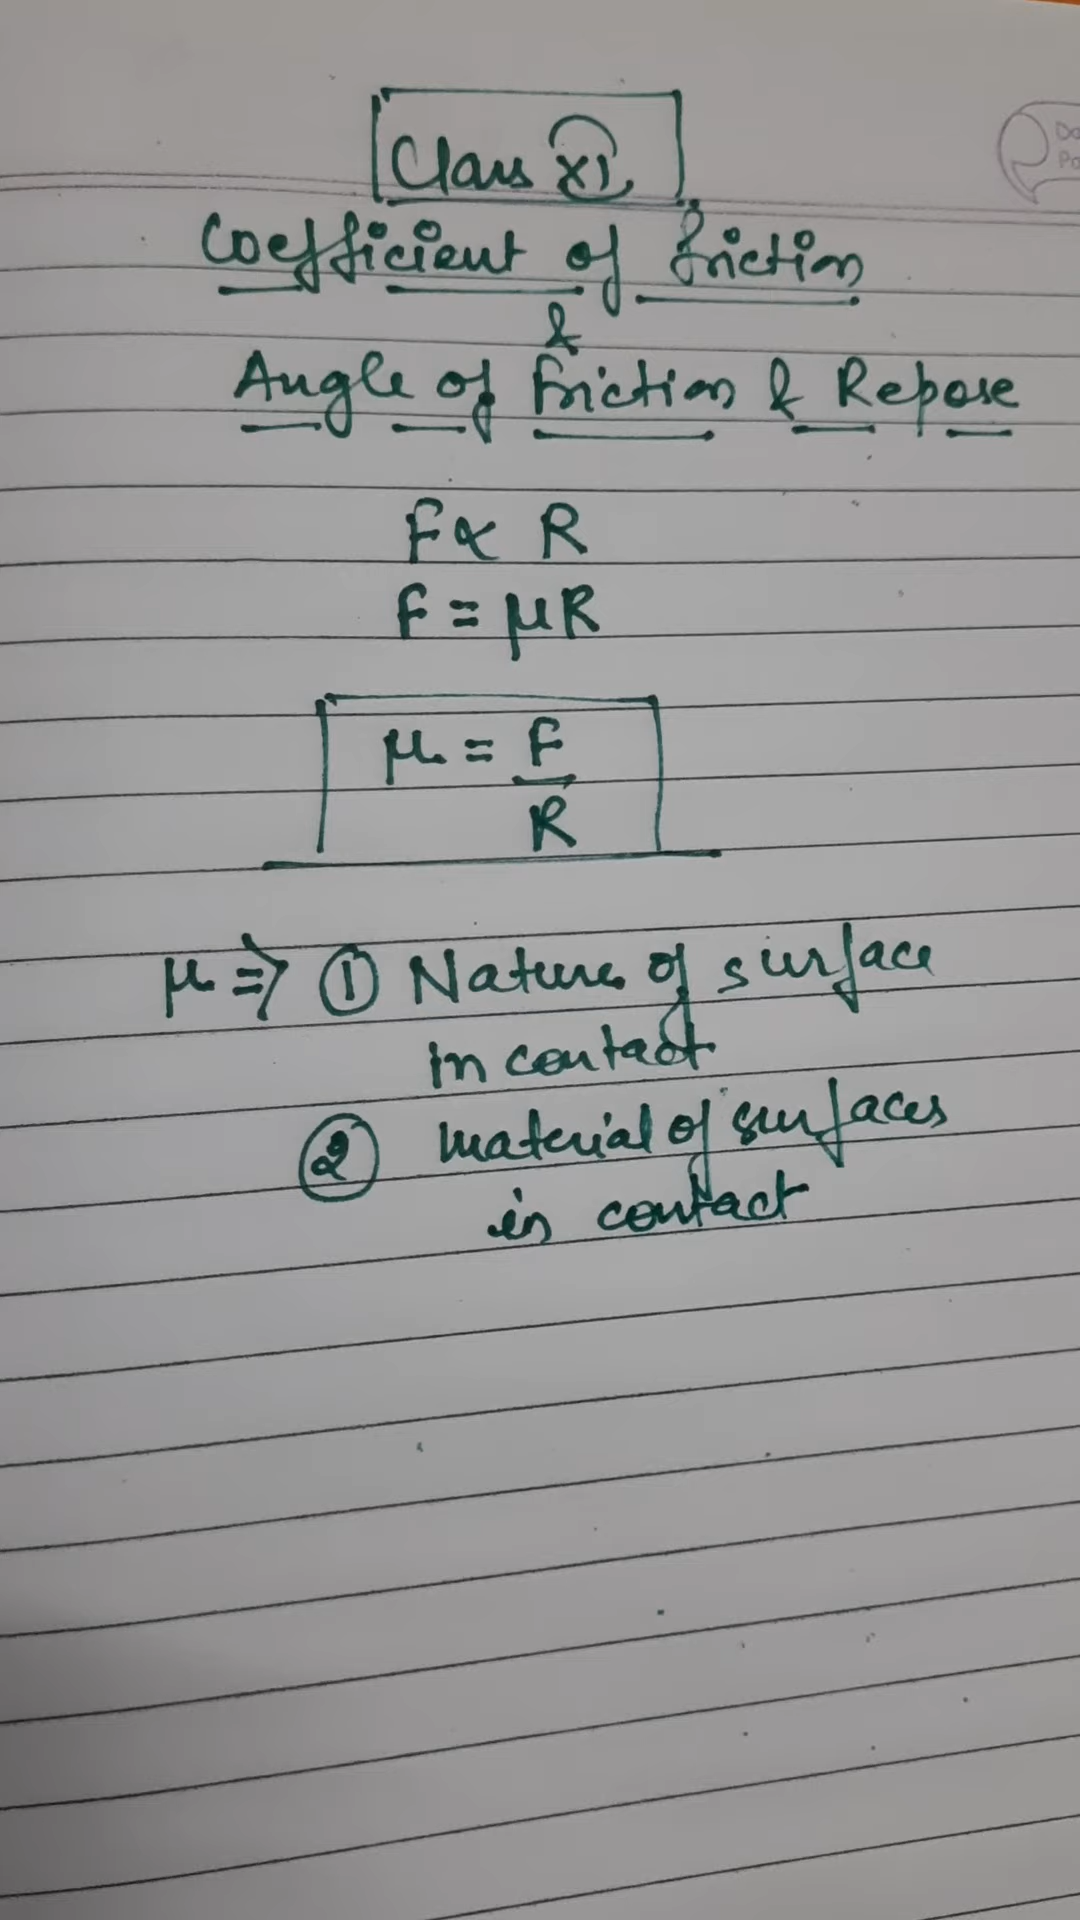 Class XI
Coefficient of friction
&
Angle of friction & Repose
F ∝ R
F = μR
μ = F
R
μ ⇒ ① Nature of surface
in contact
② material of surfaces
in contact